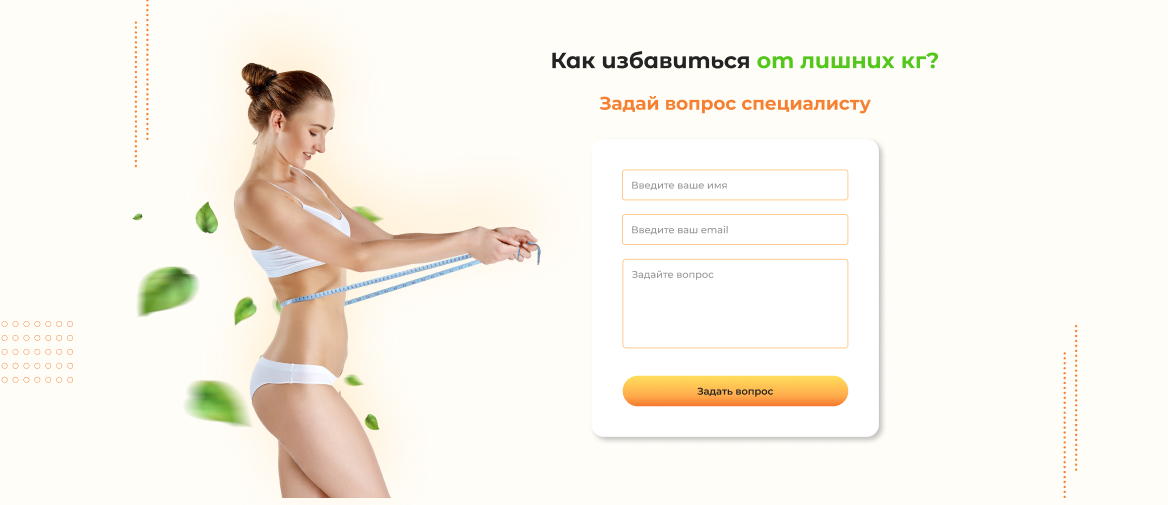 Как избавиться от лишних кг?
Задай вопрос специалисту
Введите ваше имя
Введите ваш email
Задайте вопрос
Задать вопрос